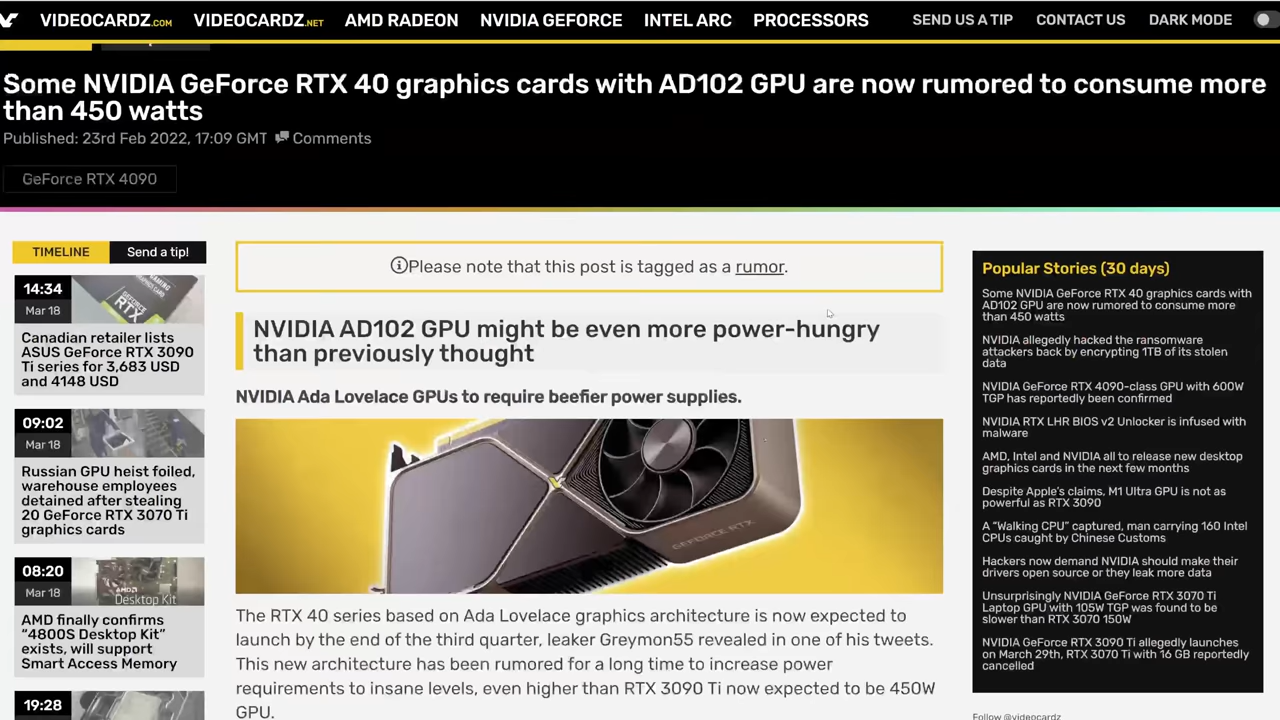 VIDEOCARDZ.COM
VIDEOCARDZ.NET
AMD RADEON
NVIDIA GEFORCE
INTEL ARC
PROCESSORS
SEND US A TIP
CONTACT US
DARK MODE
Some NVIDIA GeForce RTX 40 graphics cards with AD102 GPU are now rumored to consume more
than 450 watts
Published: 23rd Feb 2022, 17:09 GMT
Comments
GeForce RTX 4090
TIMELINE
Send a tip!
14:34
Mar 18
Canadian retailer lists
ASUS GeForce RTX 3090
Ti series for 3,683 USD
and 4148 USD
09:02
Mar 18
Russian GPU heist foiled,
warehouse employees
detained after stealing
20 GeForce RTX 3070 Ti
graphics cards
08:20
Mar 18
AMD
Desktop Kit
AMD finally confirms
“4800S Desktop Kit”
exists, will support
Smart Access Memory
19:28
Please note that this post is tagged as a rumor.
NVIDIA AD102 GPU might be even more power-hungry
than previously thought
NVIDIA Ada Lovelace GPUs to require beefier power supplies.
GEFORCE RTX
The RTX 40 series based on Ada Lovelace graphics architecture is now expected to
launch by the end of the third quarter, leaker Greymon55 revealed in one of his tweets.
This new architecture has been rumored for a long time to increase power
requirements to insane levels, even higher than RTX 3090 Ti now expected to be 450W
GPU.
Popular Stories (30 days)
Some NVIDIA GeForce RTX 40 graphics cards with
AD102 GPU are now rumored to consume more
than 450 watts
NVIDIA allegedly hacked the ransomware
attackers back by encrypting 1TB of its stolen
data
NVIDIA GeForce RTX 4090-class GPU with 600W
TGP has reportedly been confirmed
NVIDIA RTX LHR BIOS v2 Unlocker is infused with
malware
AMD, Intel and NVIDIA all to release new desktop
graphics cards in the next few months
Despite Apple's claims, M1 Ultra GPU is not as
powerful as RTX 3090
A "Walking CPU" captured, man carrying 160 Intel
CPUs caught by Chinese Customs
Hackers now demand NVIDIA should make their
drivers open source or they leak more data
Unsurprisingly NVIDIA GeForce RTX 3070 Ti
Laptop GPU with 105W TGP was found to be
slower than RTX 3070 150W
NVIDIA GeForce RTX 3090 Ti allegedly launches
on March 29th, RTX 3070 Ti with 16 GB reportedly
cancelled
Follow @videocardz